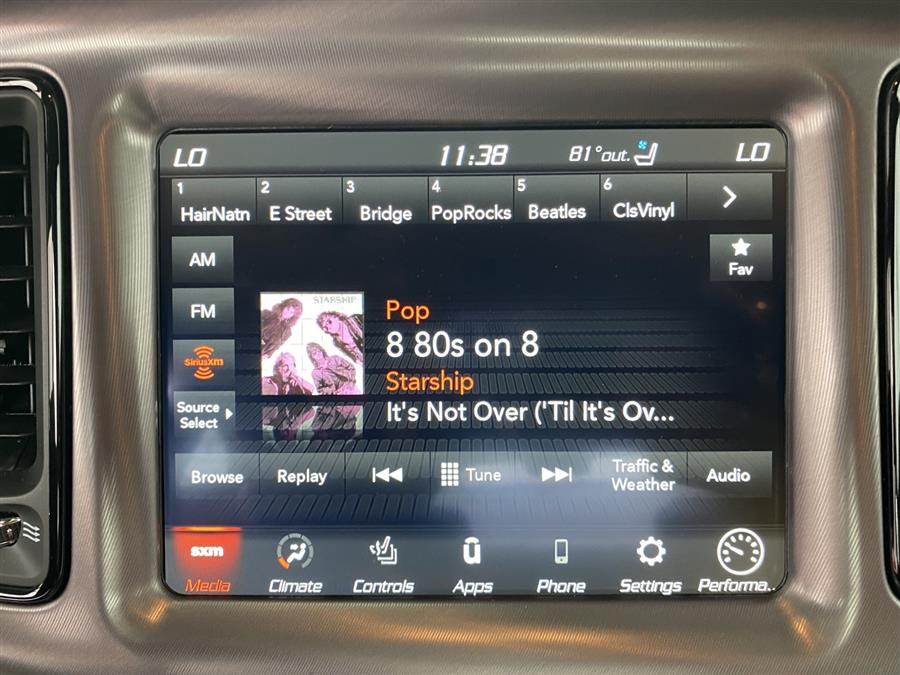 LO 11:38 81°out. LO
1 HairNatn 2 E Street 3 Bridge 4 PopRocks 5 Beatles 6 ClsVinyl
AM
Fav
STARSHIP
Pop
FM
8 80s on 8
SiriusXM
Starship
Source
Select
It's Not Over ('Til It's Ov...
Browse Replay Tune Traffic & Weather Audio
sxm
Media Climate Controls Apps Phone Settings Performa..